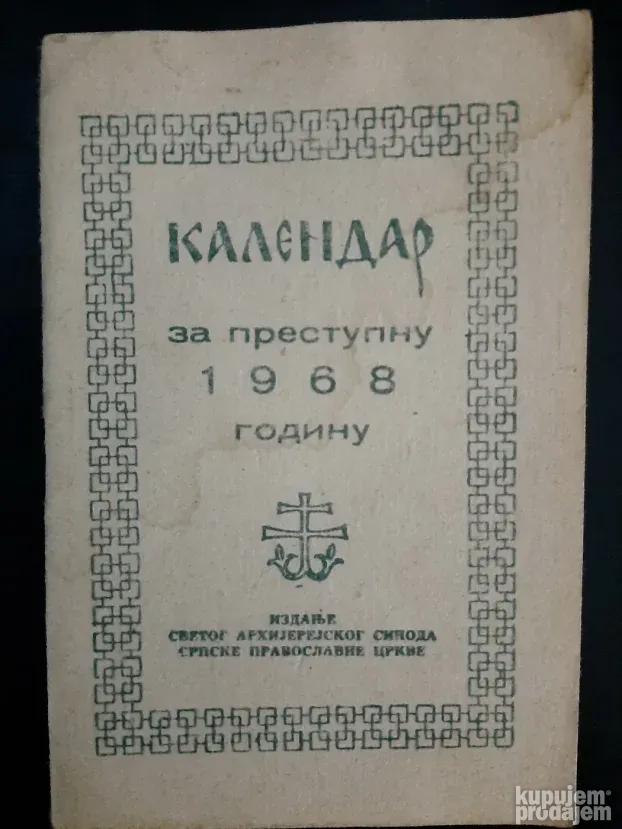 КАЛЕНДАР
за преступну
1968
годину
ИЗДАЊЕ
СВЕТОГ АРХИЈЕРЕЈСКОГ СИНОДА
СРПСКЕ ПРАВОСЛАВНЕ ЦРКВЕ
kupujem
prodajem